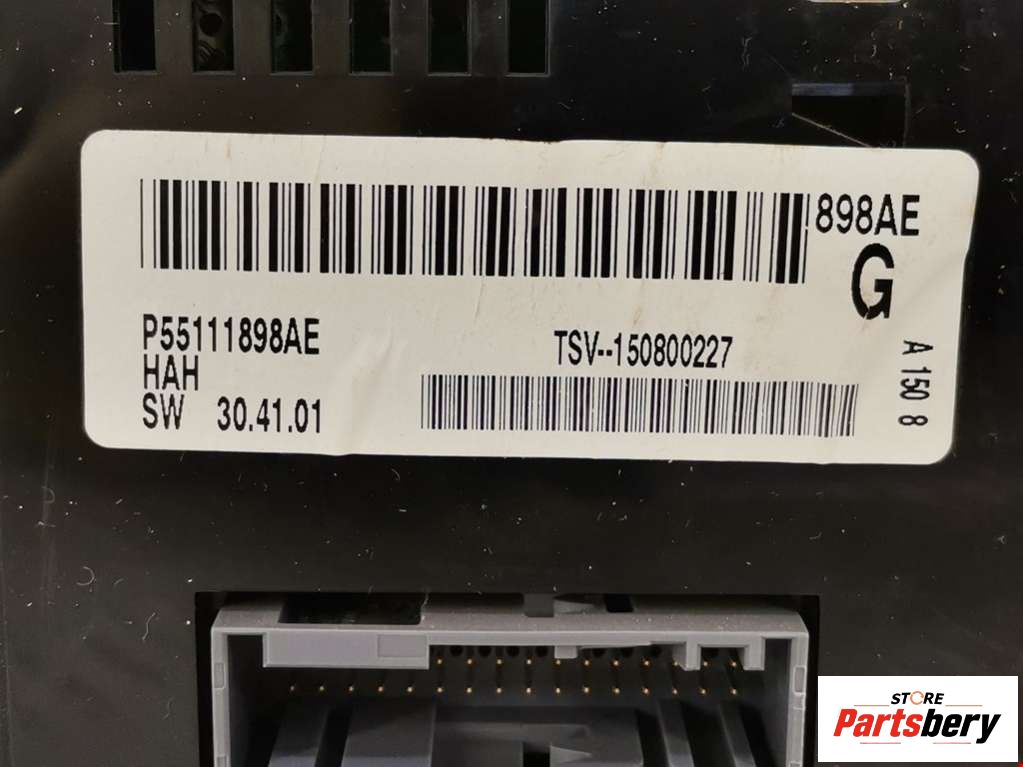 898AE
G
P55111898AE
HAH
SW 30.41.01
TSV--150800227
A 150 8
STORE
Partsbery